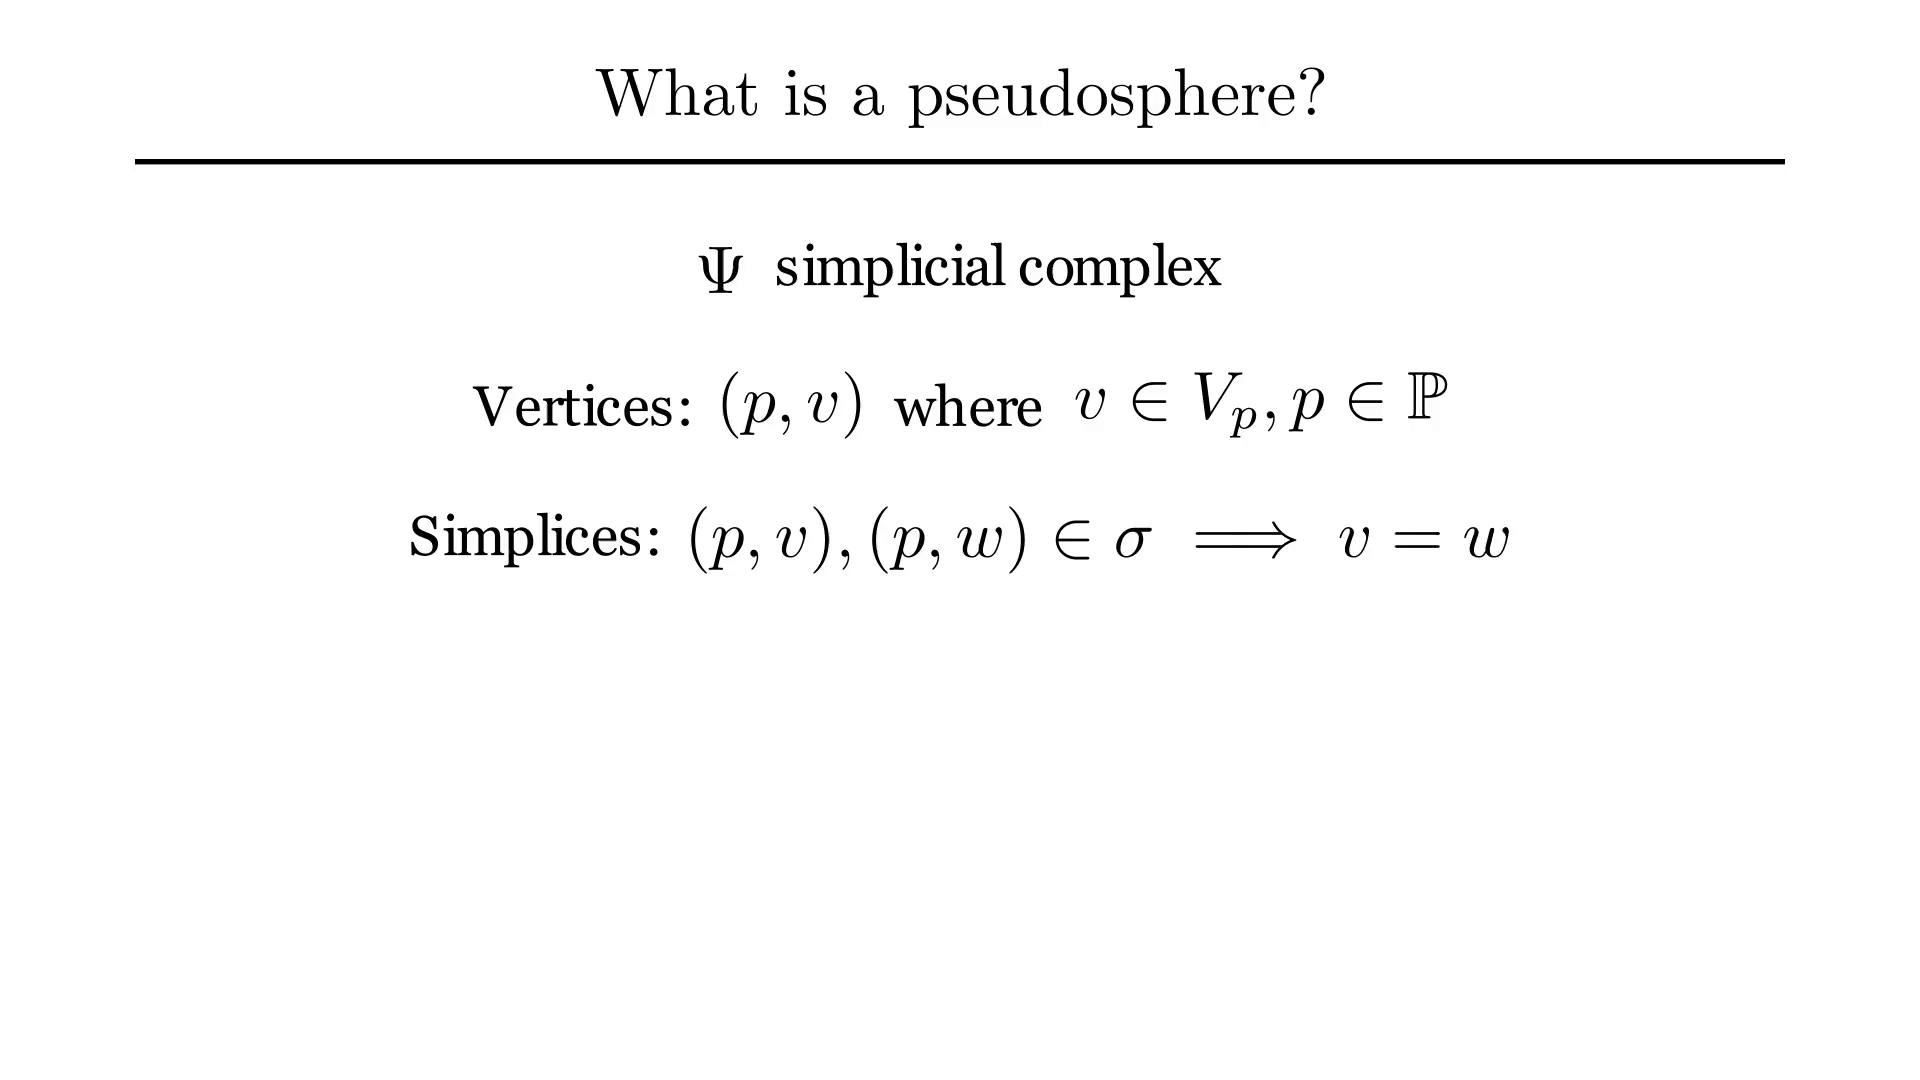 What is a pseudosphere?
Ψ simplicial complex
Vertices: (p, v) where v ∈ V_p, p ∈ ℙ
Simplices: (p, v), (p, w) ∈ σ ⟹ v = w